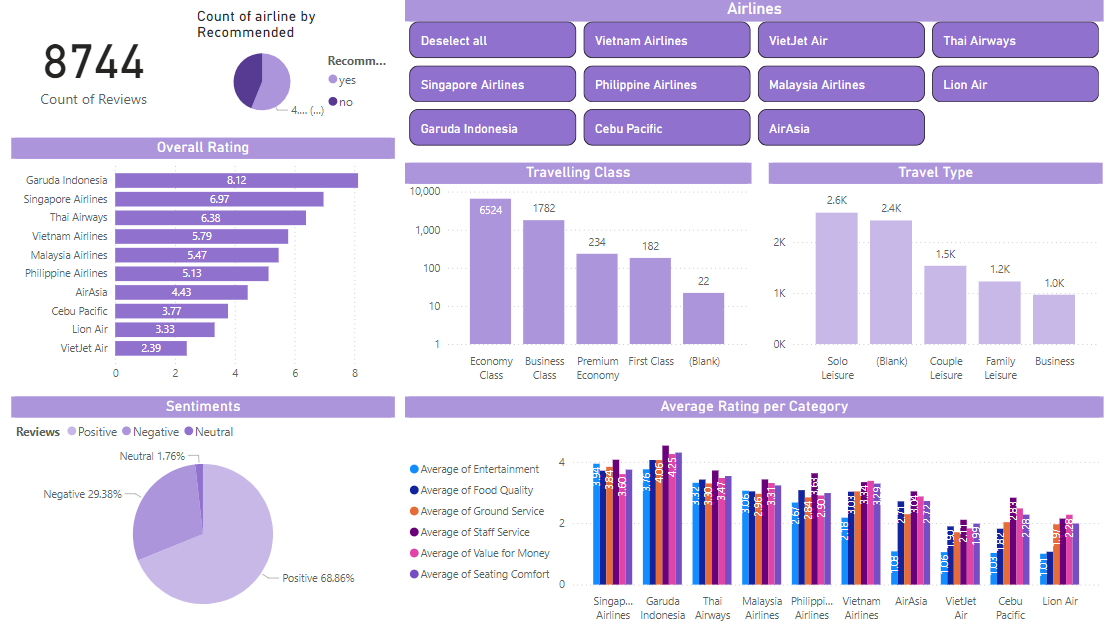 Count of airline by
Recommended
8744
Count of Reviews
Recomm...
yes
no
4.... (...)
Airlines
Deselect all
Vietnam Airlines
VietJet Air
Thai Airways
Singapore Airlines
Philippine Airlines
Malaysia Airlines
Lion Air
Garuda Indonesia
Cebu Pacific
AirAsia
Overall Rating
Garuda Indonesia 8.12
Singapore Airlines 6.97
Thai Airways 6.38
Vietnam Airlines 5.79
Malaysia Airlines 5.47
Philippine Airlines 5.13
AirAsia 4.43
Cebu Pacific 3.77
Lion Air 3.33
VietJet Air 2.39
0 2 4 6 8
Travelling Class
10,000
1,000
100
10
1
6524
1782
234
182
22
Economy
Class
Business
Class
Premium
Economy
First Class
(Blank)
Travel Type
2K
1K
0K
2.6K
2.4K
1.5K
1.2K
1.0K
Solo
Leisure
(Blank)
Couple
Leisure
Family
Leisure
Business
Sentiments
Reviews Positive Negative Neutral
Neutral 1.76%
Negative 29.38%
Positive 68.86%
Average Rating per Category
Average of Entertainment
Average of Food Quality
Average of Ground Service
Average of Staff Service
Average of Value for Money
Average of Seating Comfort
4
2
0
3.84
3.60
3.76
4.06
4.25
3.32
3.30
3.47
3.06
2.96
3.31
2.67
2.84
3.63
2.90
2.18
3.03
3.34
3.29
1.08
2.71
3.04
2.72
1.06
1.91
2.11
1.99
1.03
1.82
2.83
2.28
1.01
1.97
2.28
Singap...
Airlines
Garuda
Indonesia
Thai
Airways
Malaysia
Airlines
Philippi...
Airlines
Vietnam
Airlines
AirAsia
VietJet
Air
Cebu
Pacific
Lion Air